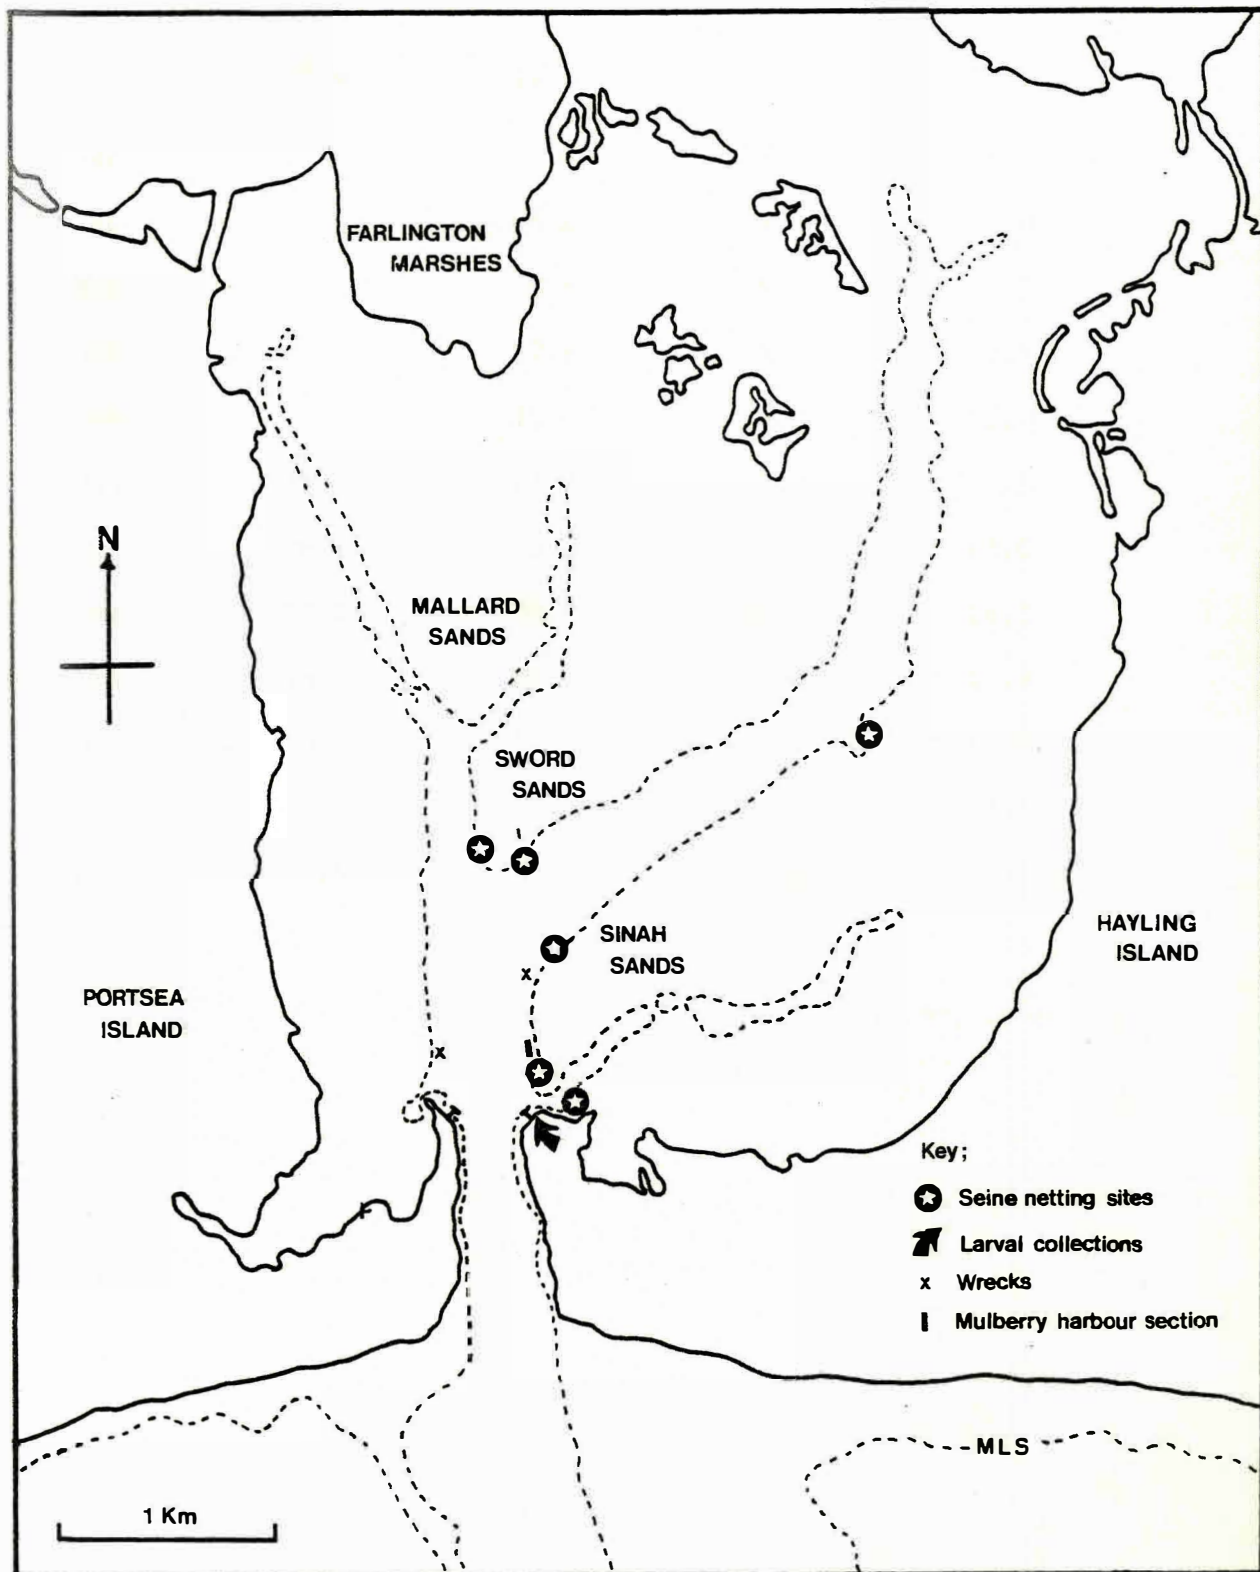 FARLINGTON
MARSHES
N
MALLARD
SANDS
SWORD
SANDS
SINAH
SANDS
HAYLING
ISLAND
PORTSEA
ISLAND
Key;
Seine netting sites
Larval collections
x Wrecks
Mulberry harbour section
MLS
1 Km